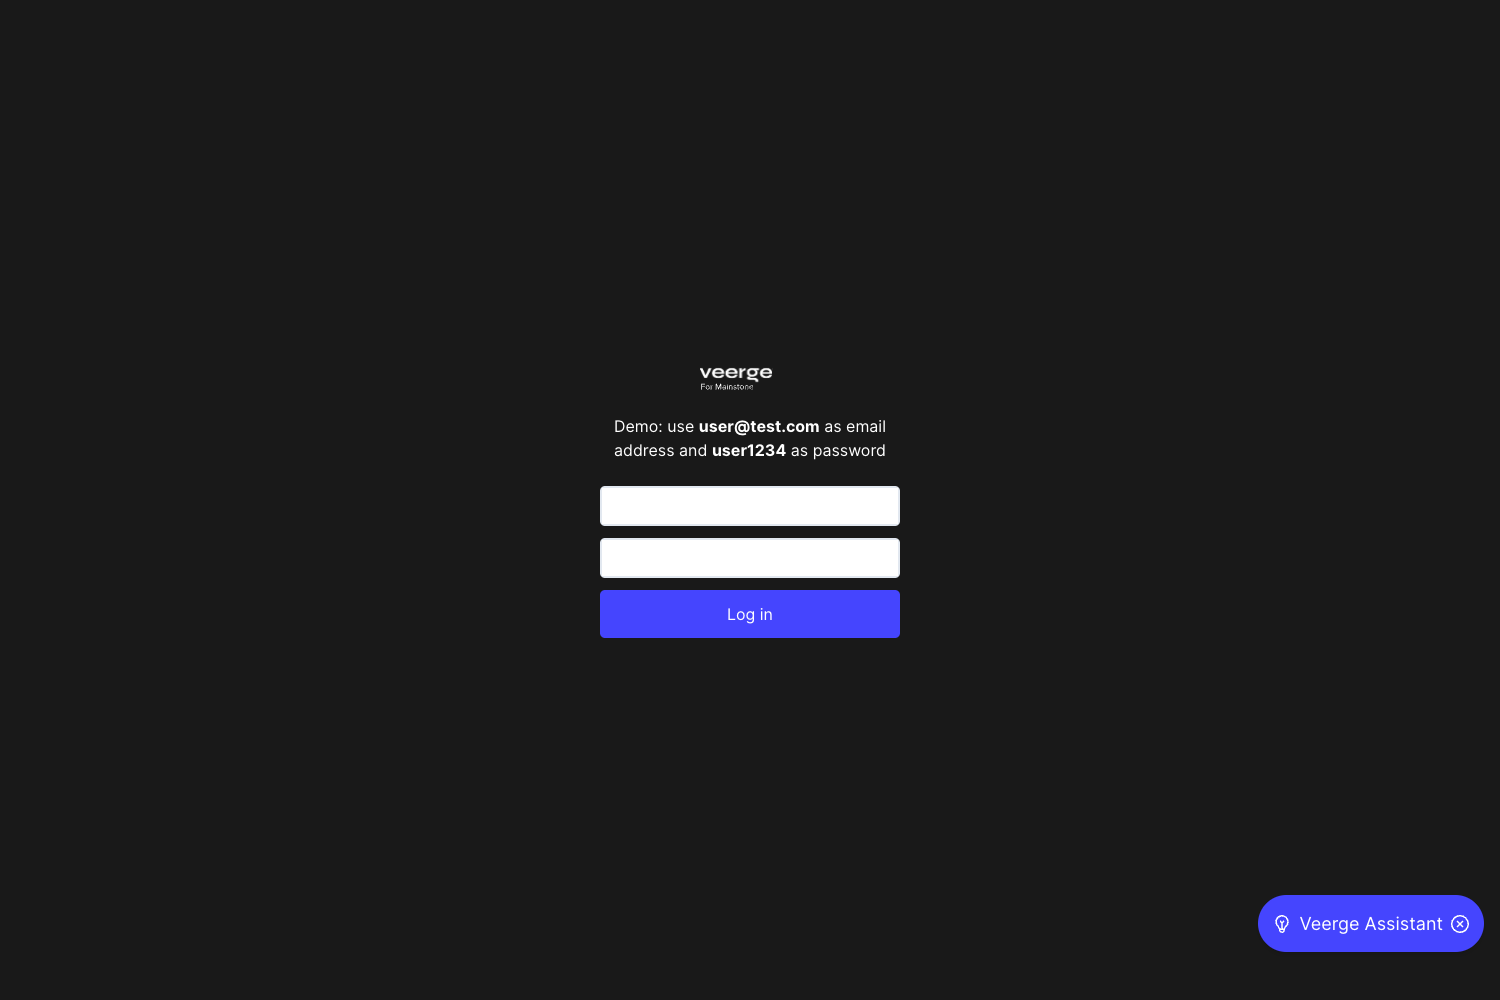 veerge
For Mainstone
Demo: use user@test.com as email
address and user1234 as password
Log in
Veerge Assistant